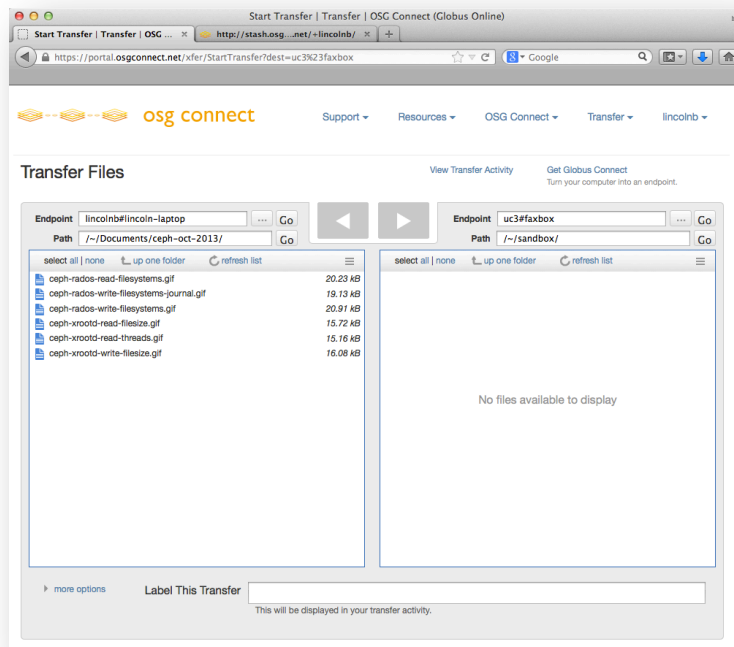 Start Transfer | Transfer | OSG Connect (Globus Online)
Start Transfer | Transfer | OSG ... × http://stash.osg....net/+lincolnb/ × +
https://portal.osgconnect.net/xfer/StartTransfer?dest=uc3%23faxbox Google
osg connect Support Resources OSG Connect Transfer lincolnb
Transfer Files View Transfer Activity Get Globus Connect
Turn your computer into an endpoint.
Endpoint lincolnb#lincoln-laptop ... Go Endpoint uc3#faxbox ... Go
Path /~/Documents/ceph-oct-2013/ Go Path /~/sandbox/ Go
select all | none up one folder refresh list select all | none up one folder refresh list
ceph-rados-read-filesystems.gif 20.23 kB
ceph-rados-write-filesystems-journal.gif 19.13 kB
ceph-rados-write-filesystems.gif 20.91 kB
ceph-xrootd-read-filesize.gif 15.72 kB
ceph-xrootd-read-threads.gif 15.16 kB
ceph-xrootd-write-filesize.gif 16.08 kB
No files available to display
more options Label This Transfer
This will be displayed in your transfer activity.